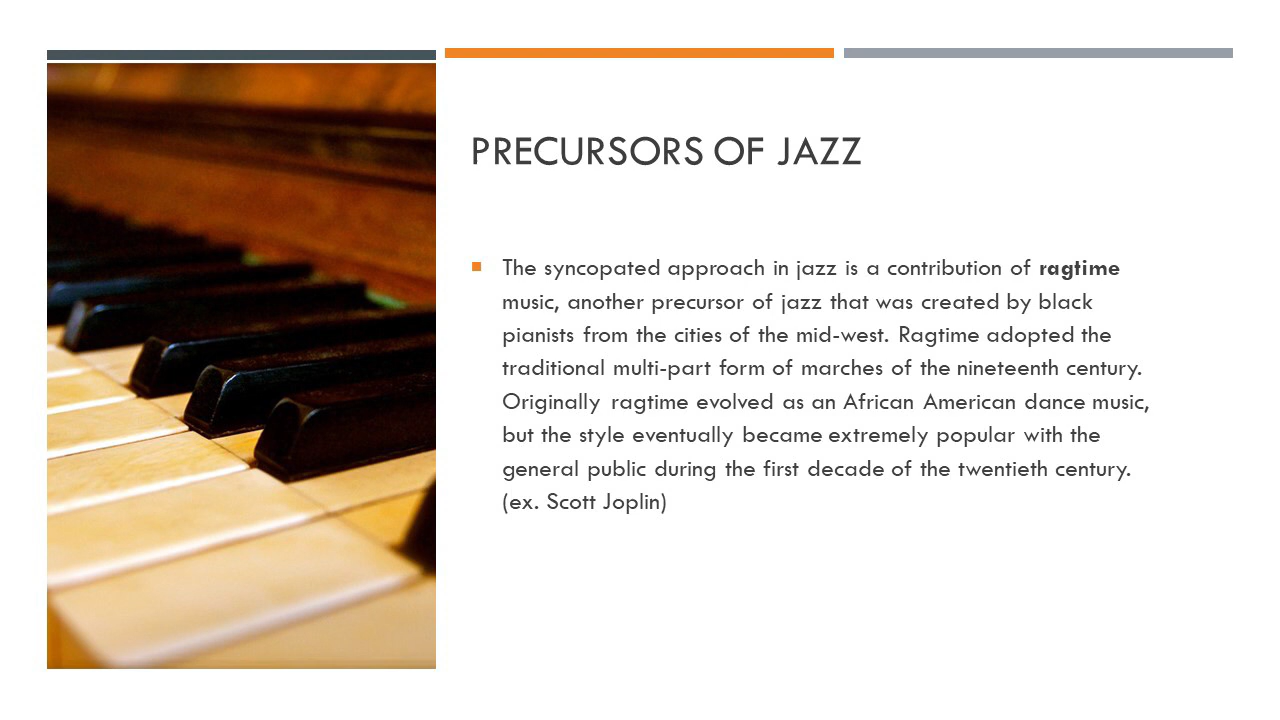 PRECURSORS OF JAZZ
The syncopated approach in jazz is a contribution of ragtime
music, another precursor of jazz that was created by black
pianists from the cities of the mid-west. Ragtime adopted the
traditional multi-part form of marches of the nineteenth century.
Originally ragtime evolved as an African American dance music,
but the style eventually became extremely popular with the
general public during the first decade of the twentieth century.
(ex. Scott Joplin)